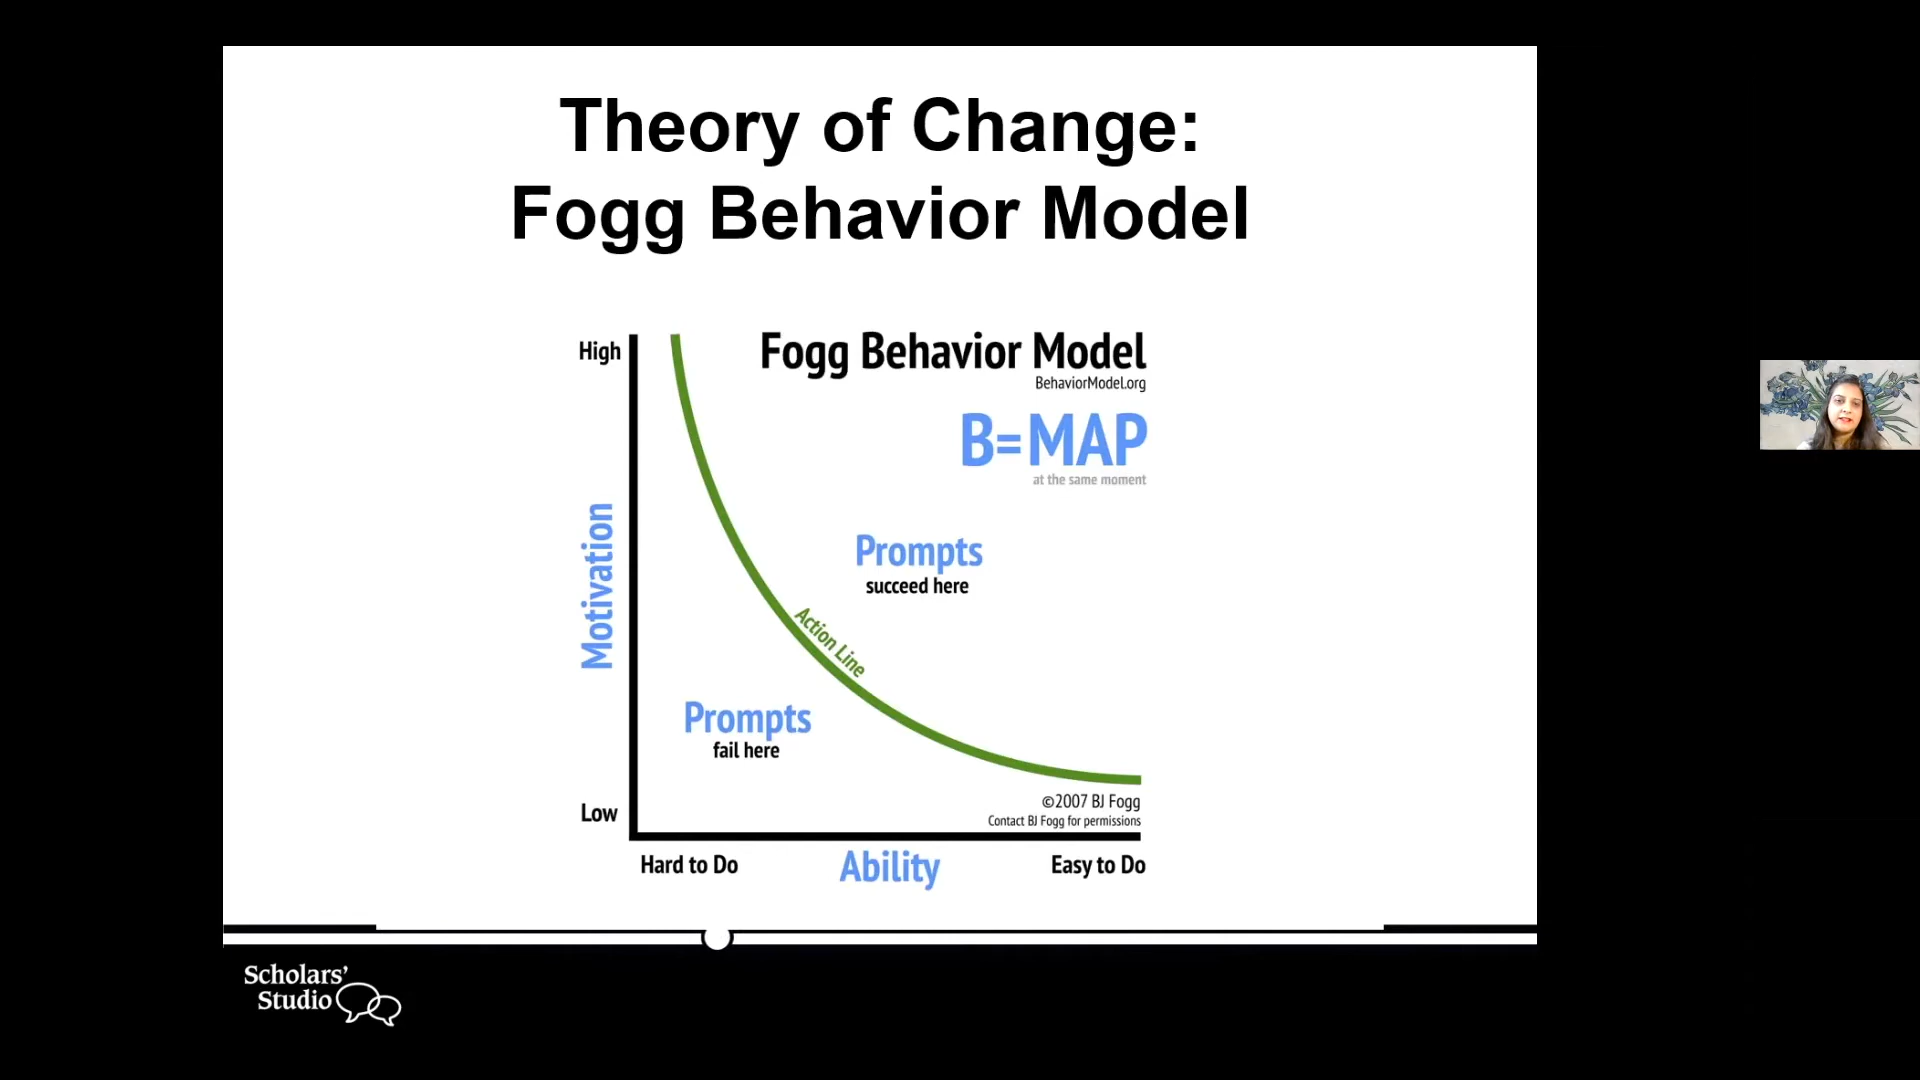 Theory of Change:
Fogg Behavior Model
High
Fogg Behavior Model
BehaviorModel.org
B=MAP
at the same moment
Motivation
Prompts
succeed here
Action Line
Prompts
fail here
©2007 BJ Fogg
Contact BJ Fogg for permissions
Low
Hard to Do
Ability
Easy to Do
Scholars'
Studio